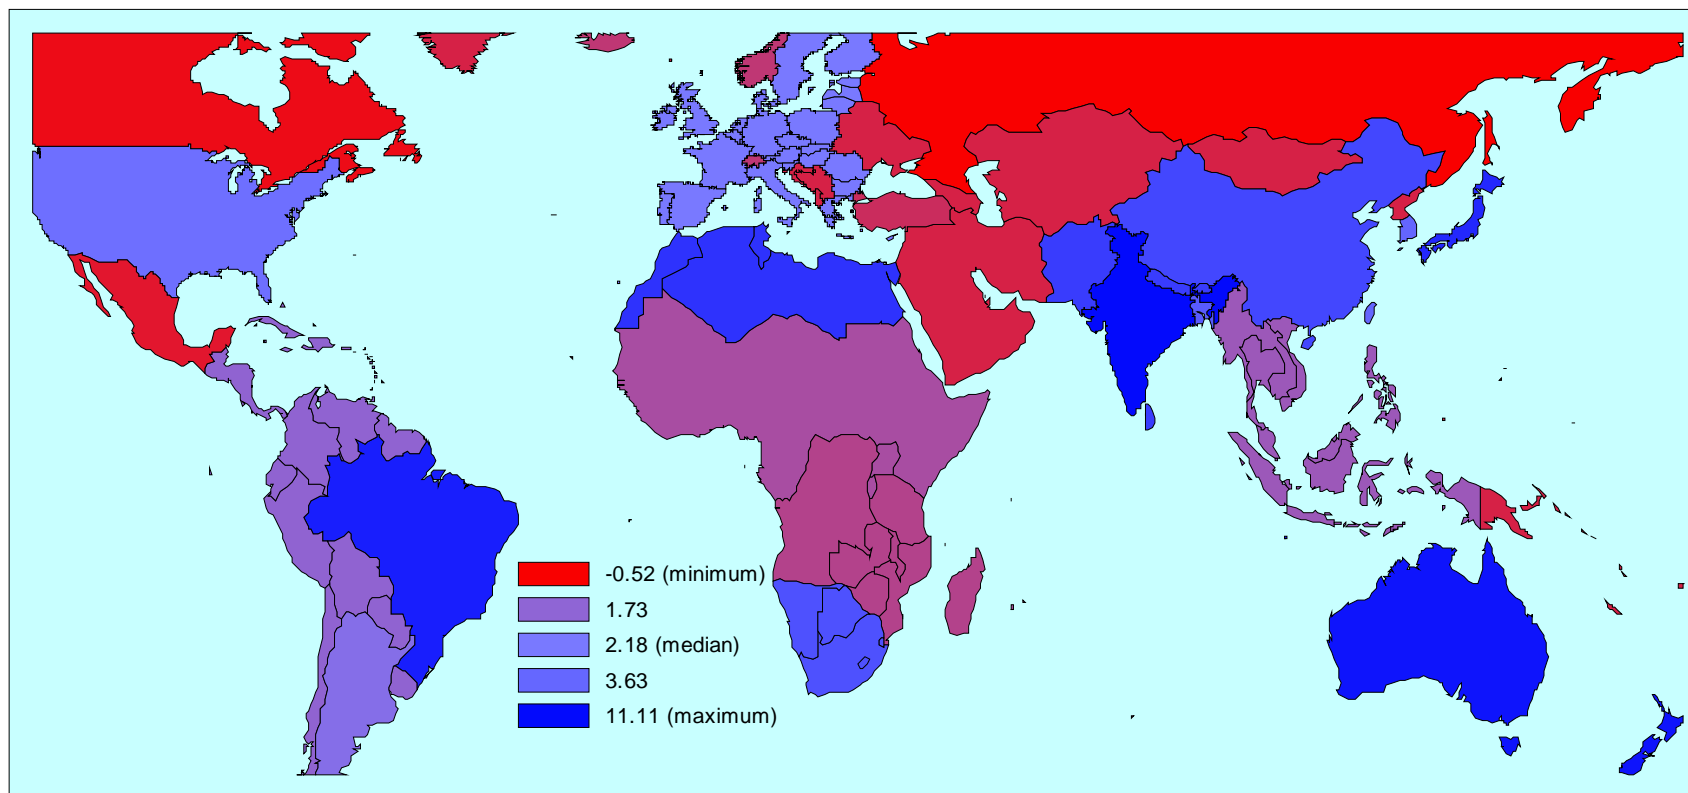 -0.52 (minimum)
1.73
2.18 (median)
3.63
11.11 (maximum)